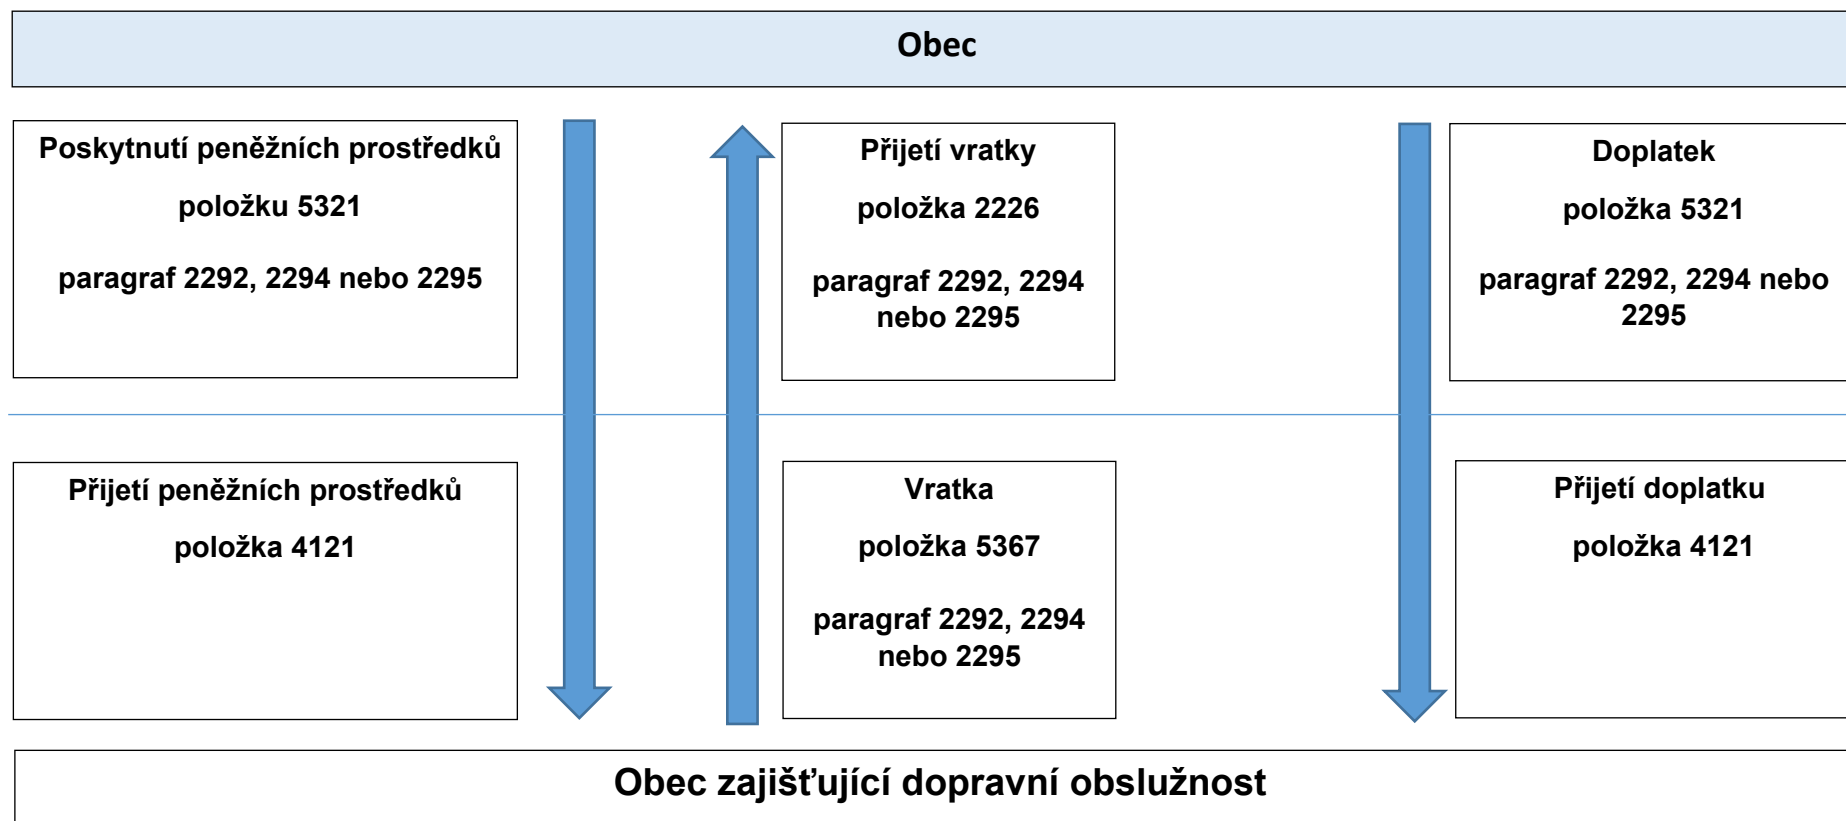 Obec
Poskytnutí peněžních prostředků
položku 5321
paragraf 2292, 2294 nebo 2295
Přijetí vratky
položka 2226
paragraf 2292, 2294
nebo 2295
Doplatek
položka 5321
paragraf 2292, 2294 nebo
2295
Přijetí peněžních prostředků
položka 4121
Vratka
položka 5367
paragraf 2292, 2294
nebo 2295
Přijetí doplatku
položka 4121
Obec zajišťující dopravní obslužnost